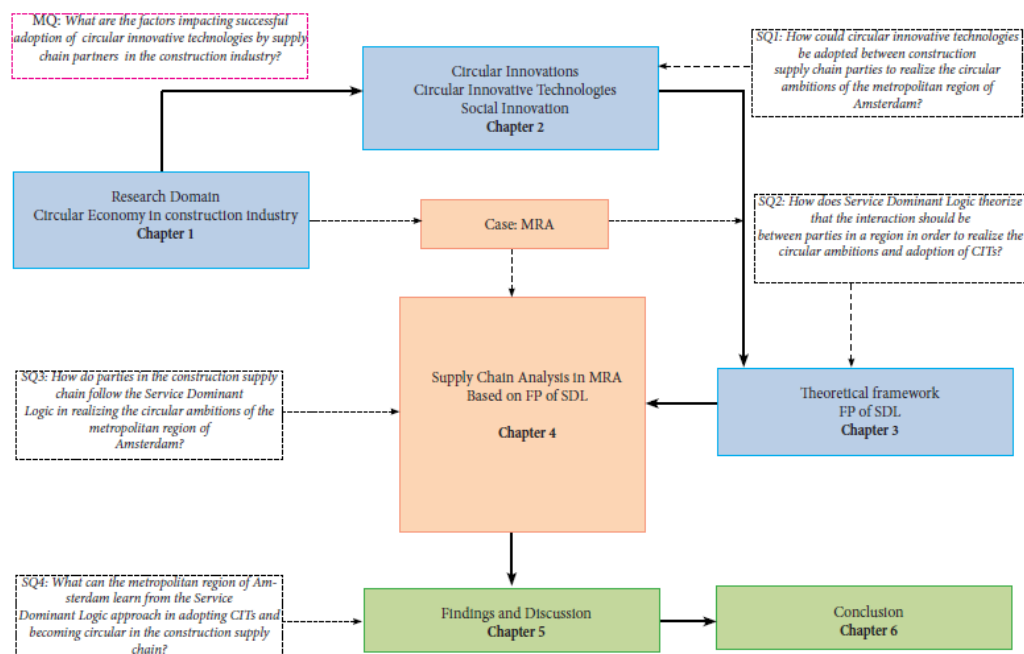 MQ: What are the factors impacting successful
adoption of circular innovative technologies by supply
chain partners in the construction industry?
Circular Innovations
Circular Innovative Technologies
Social Innovation
Chapter 2
SQ1: How could circular innovative technologies
be adopted between construction
supply chain parties to realize the circular
ambitions of the metropolitan region of
Amsterdam?
Research Domain
Circular Economy in construction industry
Chapter 1
Case: MRA
SQ2: How does Service Dominant Logic theorize
that the interaction should be
between parties in a region in order to realize the
circular ambitions and adoption of CITs?
Supply Chain Analysis in MRA
Based on FP of SDL
Chapter 4
Theoretical framework
FP of SDL
Chapter 3
SQ3: How do parties in the construction supply
chain follow the Service Dominant
Logic in realizing the circular ambitions of the
metropolitan region of
Amsterdam?
SQ4: What can the metropolitan region of Am-
sterdam learn from the Service
Dominant Logic approach in adopting CITs and
becoming circular in the construction supply
chain?
Findings and Discussion
Chapter 5
Conclusion
Chapter 6